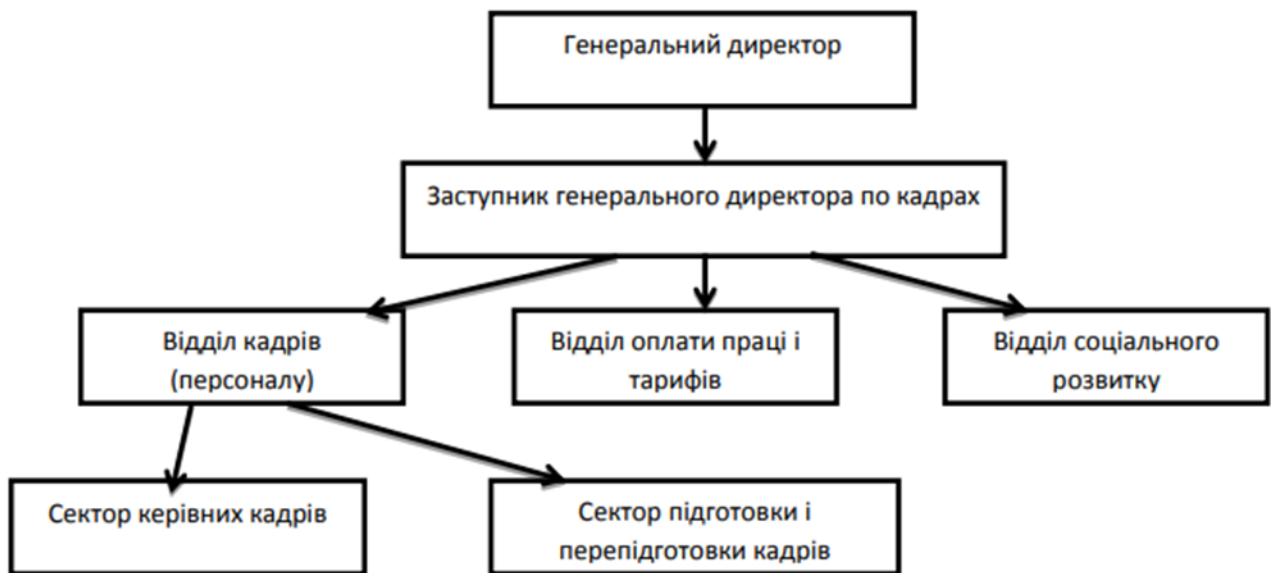 Генеральний директор
Заступник генерального директора по кадрах
Відділ кадрів
(персоналу)
Відділ оплати праці і
тарифів
Відділ соціального
розвитку
Сектор керівних кадрів
Сектор підготовки і
перепідготовки кадрів